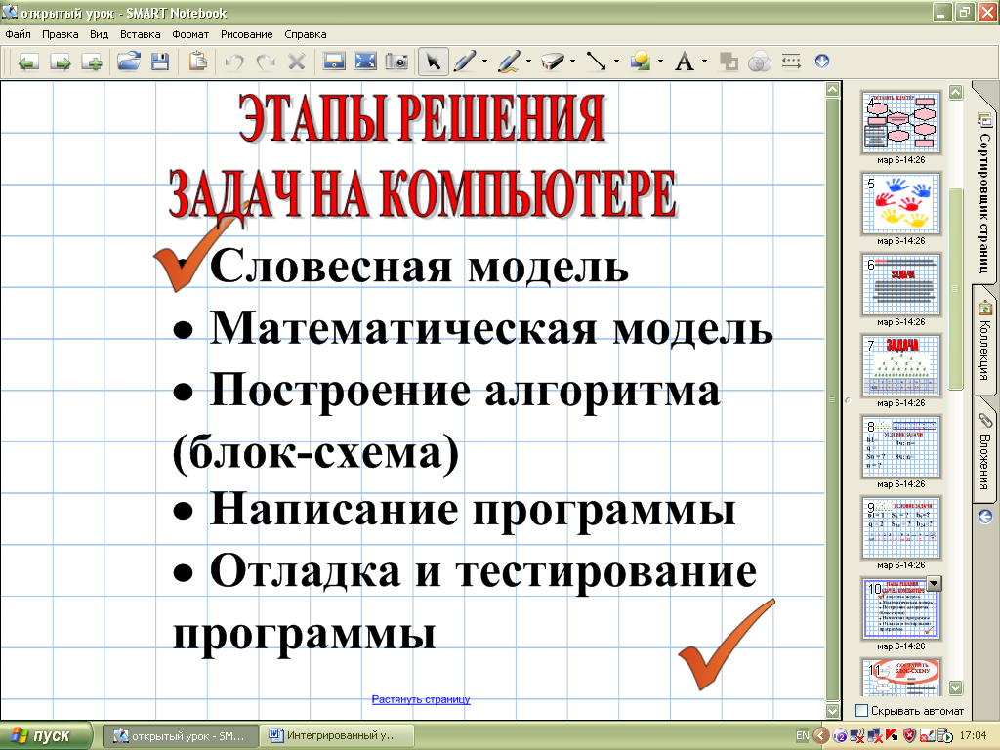 открытый урок - SMART Notebook
Файл Правка Вид Вставка Формат Рисование Справка
ЭТАПЫ РЕШЕНИЯ
ЗАДАЧ НА КОМПЬЮТЕРЕ
Словесная модель
• Математическая модель
• Построение алгоритма
(блок-схема)
• Написание программы
• Отладка и тестирование
программы
Растянуть страницу
4
мар 6-14:26
5
мар 6-14:26
6
ЗАДАЧА
мар 6-14:26
7
ЗАДАЧА
мар 6-14:26
8
мар 6-14:26
9
мар 6-14:26
10
мар 6-14:26
11
Сортировщик страниц
Коллекция
Вложения
Скрывать автомат
пуск
открытый урок - SM...
Интегрированный у...
EN
17:04